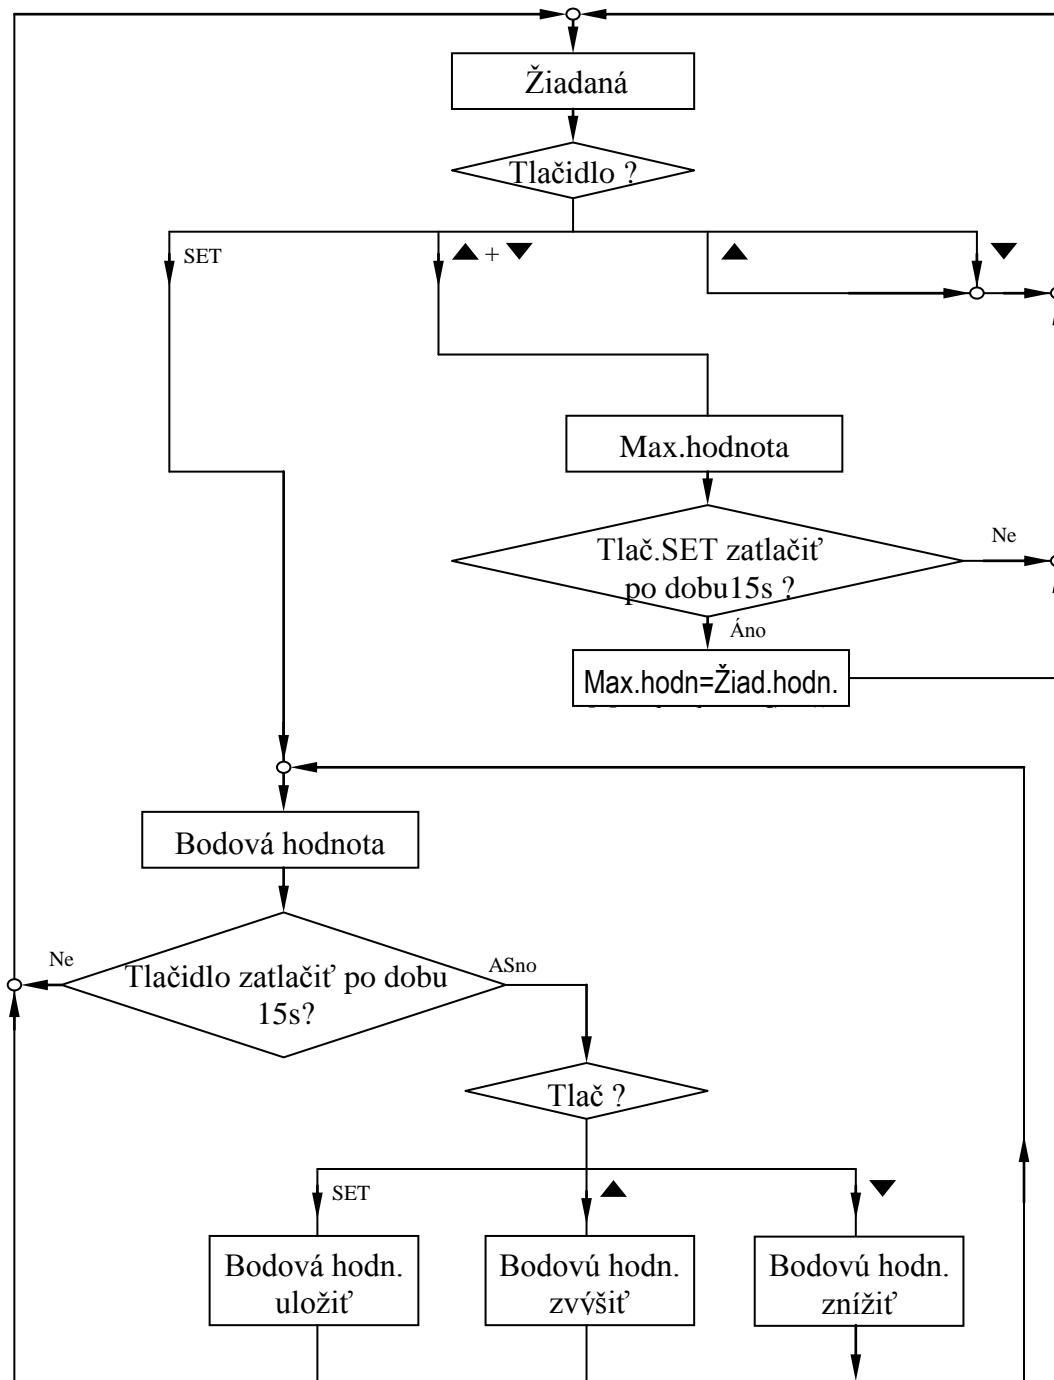 Žiadaná
Tlačidlo ?
SET
▲ + ▼
▲
▼
Max.hodnota
Tlač.SET zatlačiť
po dobu15s ?
Ne
Áno
Max.hodn=Žiad.hodn.
Bodová hodnota
Ne
Tlačidlo zatlačiť po dobu
15s?
ASno
Tlač ?
SET
▲
▼
Bodová hodn.
uložiť
Bodovú hodn.
zvýšiť
Bodovú hodn.
znížiť